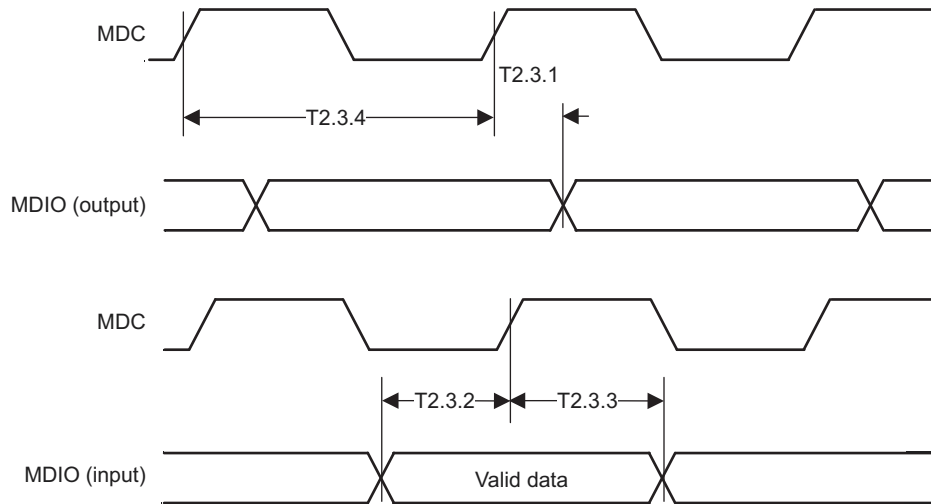 MDC
T2.3.1
T2.3.4
MDIO (output)
MDC
T2.3.2
T2.3.3
MDIO (input)
Valid data